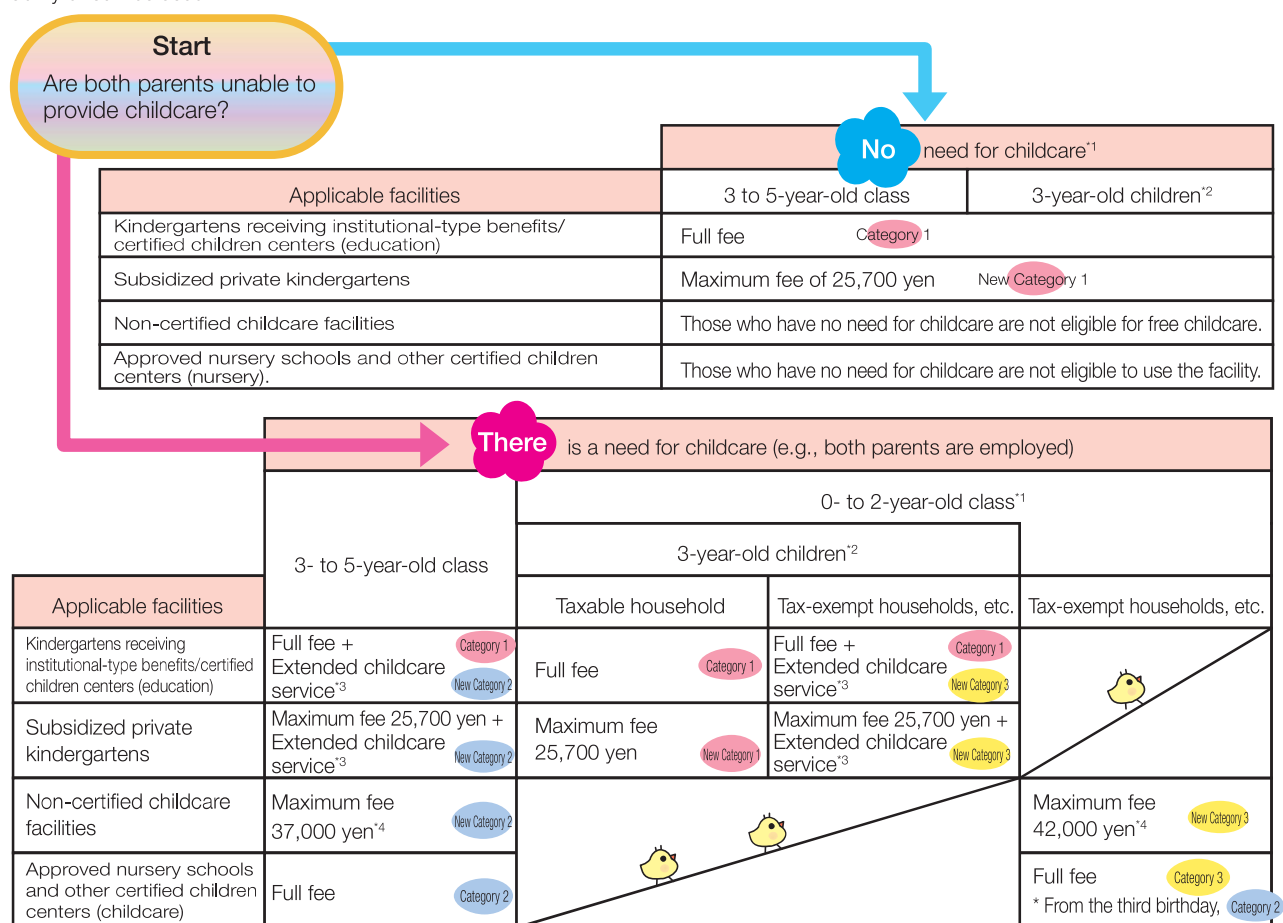 Start
Are both parents unable to
provide childcare?
No need for childcare*1
Applicable facilities
3 to 5-year-old class
3-year-old children*2
Kindergartens receiving institutional-type benefits/
certified children centers (education)
Full fee
Category 1
Subsidized private kindergartens
Maximum fee of 25,700 yen
New Category 1
Non-certified childcare facilities
Those who have no need for childcare are not eligible for free childcare.
Approved nursery schools and other certified children
centers (nursery).
Those who have no need for childcare are not eligible to use the facility.
There is a need for childcare (e.g., both parents are employed)
0- to 2-year-old class*1
3- to 5-year-old class
3-year-old children*2
Applicable facilities
Taxable household
Tax-exempt households, etc.
Tax-exempt households, etc.
Kindergartens receiving
institutional-type benefits/certified
children centers (education)
Full fee +
Extended childcare
service*3
Category 1
New Category 2
Full fee
Category 1
Full fee +
Extended childcare
service*3
Category 1
New Category 3
Subsidized private
kindergartens
Maximum fee 25,700 yen +
Extended childcare
service*3
New Category 2
Maximum fee
25,700 yen
New Category 1
Maximum fee 25,700 yen +
Extended childcare
service*3
New Category 3
Non-certified childcare
facilities
Maximum fee
37,000 yen*4
New Category 2
Maximum fee
42,000 yen*4
New Category 3
Approved nursery schools
and other certified children
centers (childcare)
Full fee
Category 2
Full fee
Category 3
* From the third birthday, Category 2